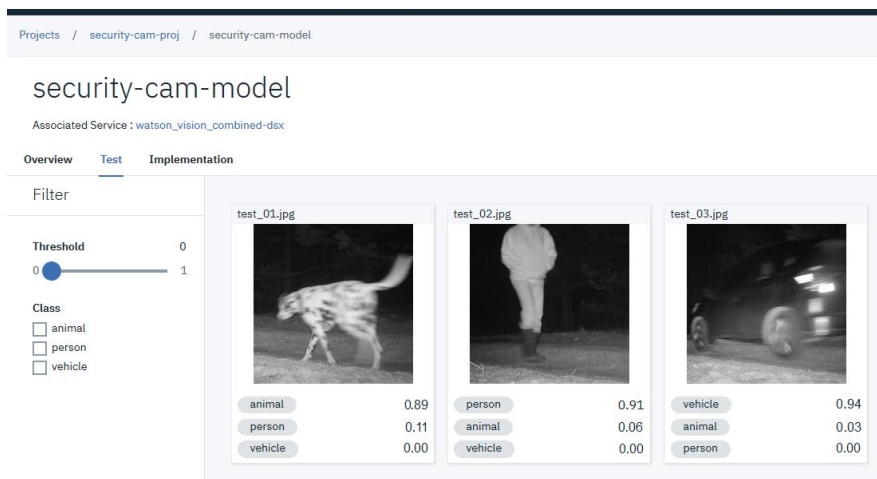 Projects / security-cam-proj / security-cam-model
security-cam-model
Associated Service : watson_vision_combined-dsx
Overview Test Implementation
Filter
Threshold 0
0 1
Class
animal
person
vehicle
test_01.jpg
animal 0.89
person 0.11
vehicle 0.00
test_02.jpg
person 0.91
animal 0.06
vehicle 0.00
test_03.jpg
vehicle 0.94
animal 0.03
person 0.00